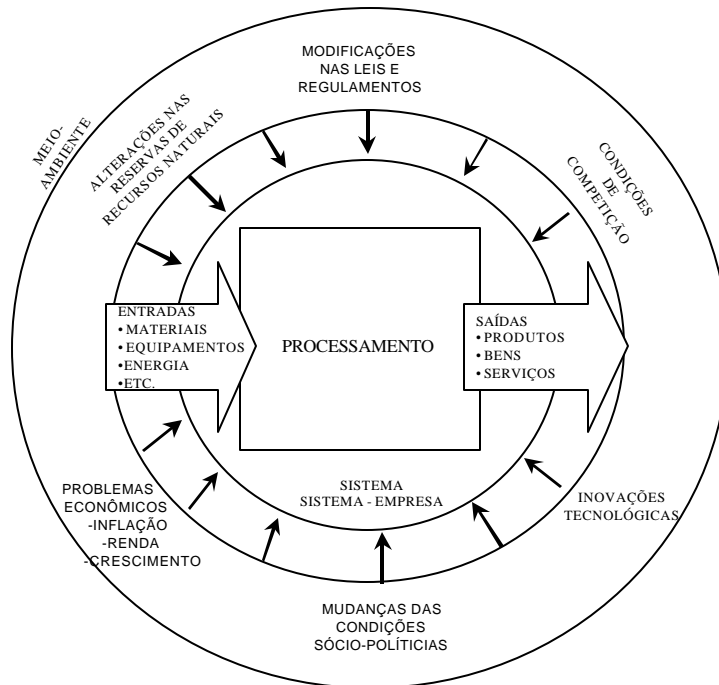 MODIFICAÇÕES
NAS LEIS E
REGULAMENTOS
MEIO-
AMBIENTE
ALTERAÇÕES NAS
RESERVAS DE
RECURSOS NATURAIS
CONDIÇÕES
DE
COMPETIÇÃO
ENTRADAS
• MATERIAIS
• EQUIPAMENTOS
•ENERGIA
•ETC.
PROCESSAMENTO
SAÍDAS
• PRODUTOS
• BENS
• SERVIÇOS
SISTEMA
SISTEMA - EMPRESA
PROBLEMAS
ECONÔMICOS
-INFLAÇÃO
-RENDA
-CRESCIMENTO
INOVAÇÕES
TECNOLÓGICAS
MUDANÇAS DAS
CONDIÇÕES
SÓCIO-POLÍTICIAS